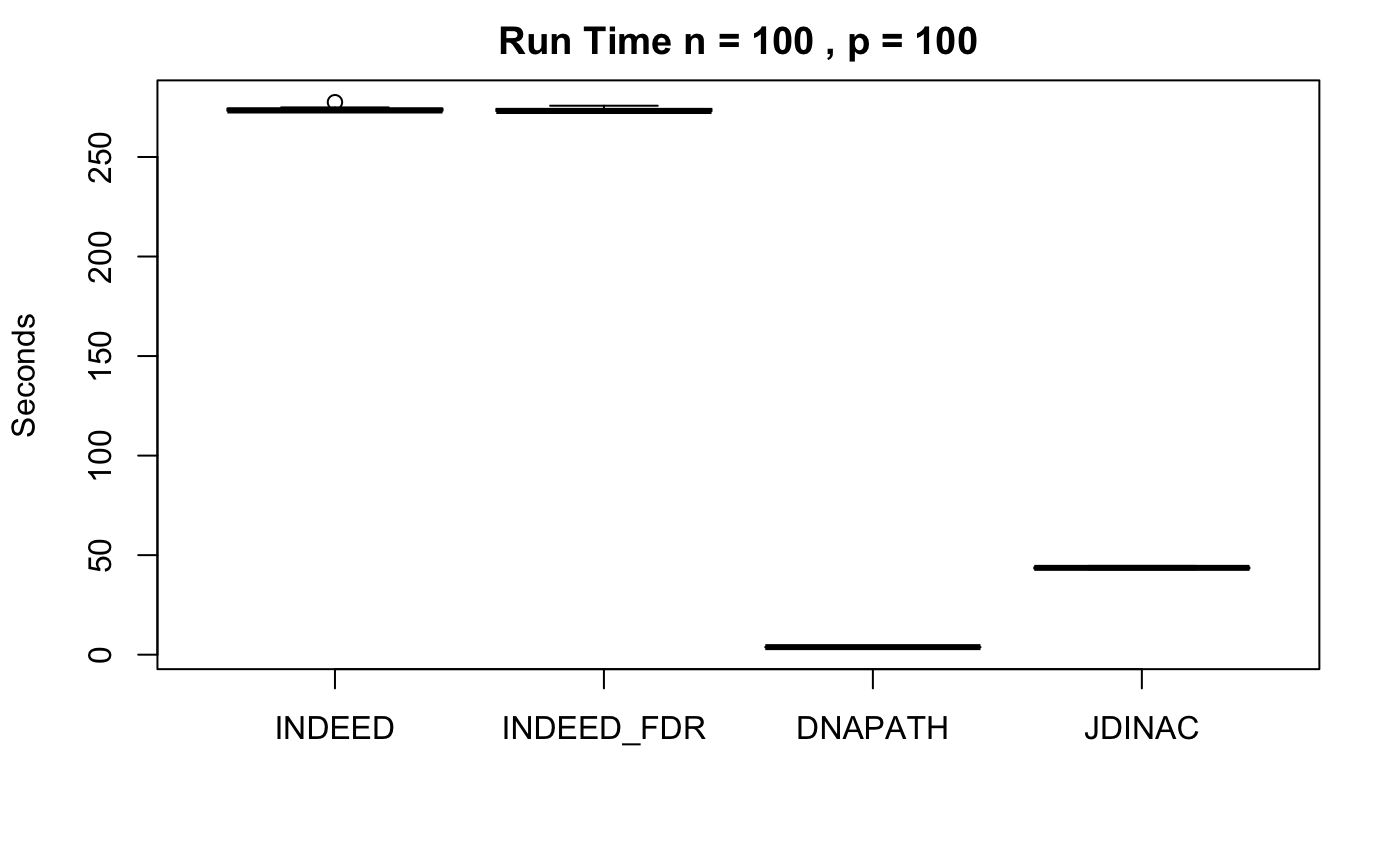 Run Time n = 100 , p = 100
Seconds
250
200
150
100
50
0
INDEED INDEED_FDR DNAPATH JDINAC